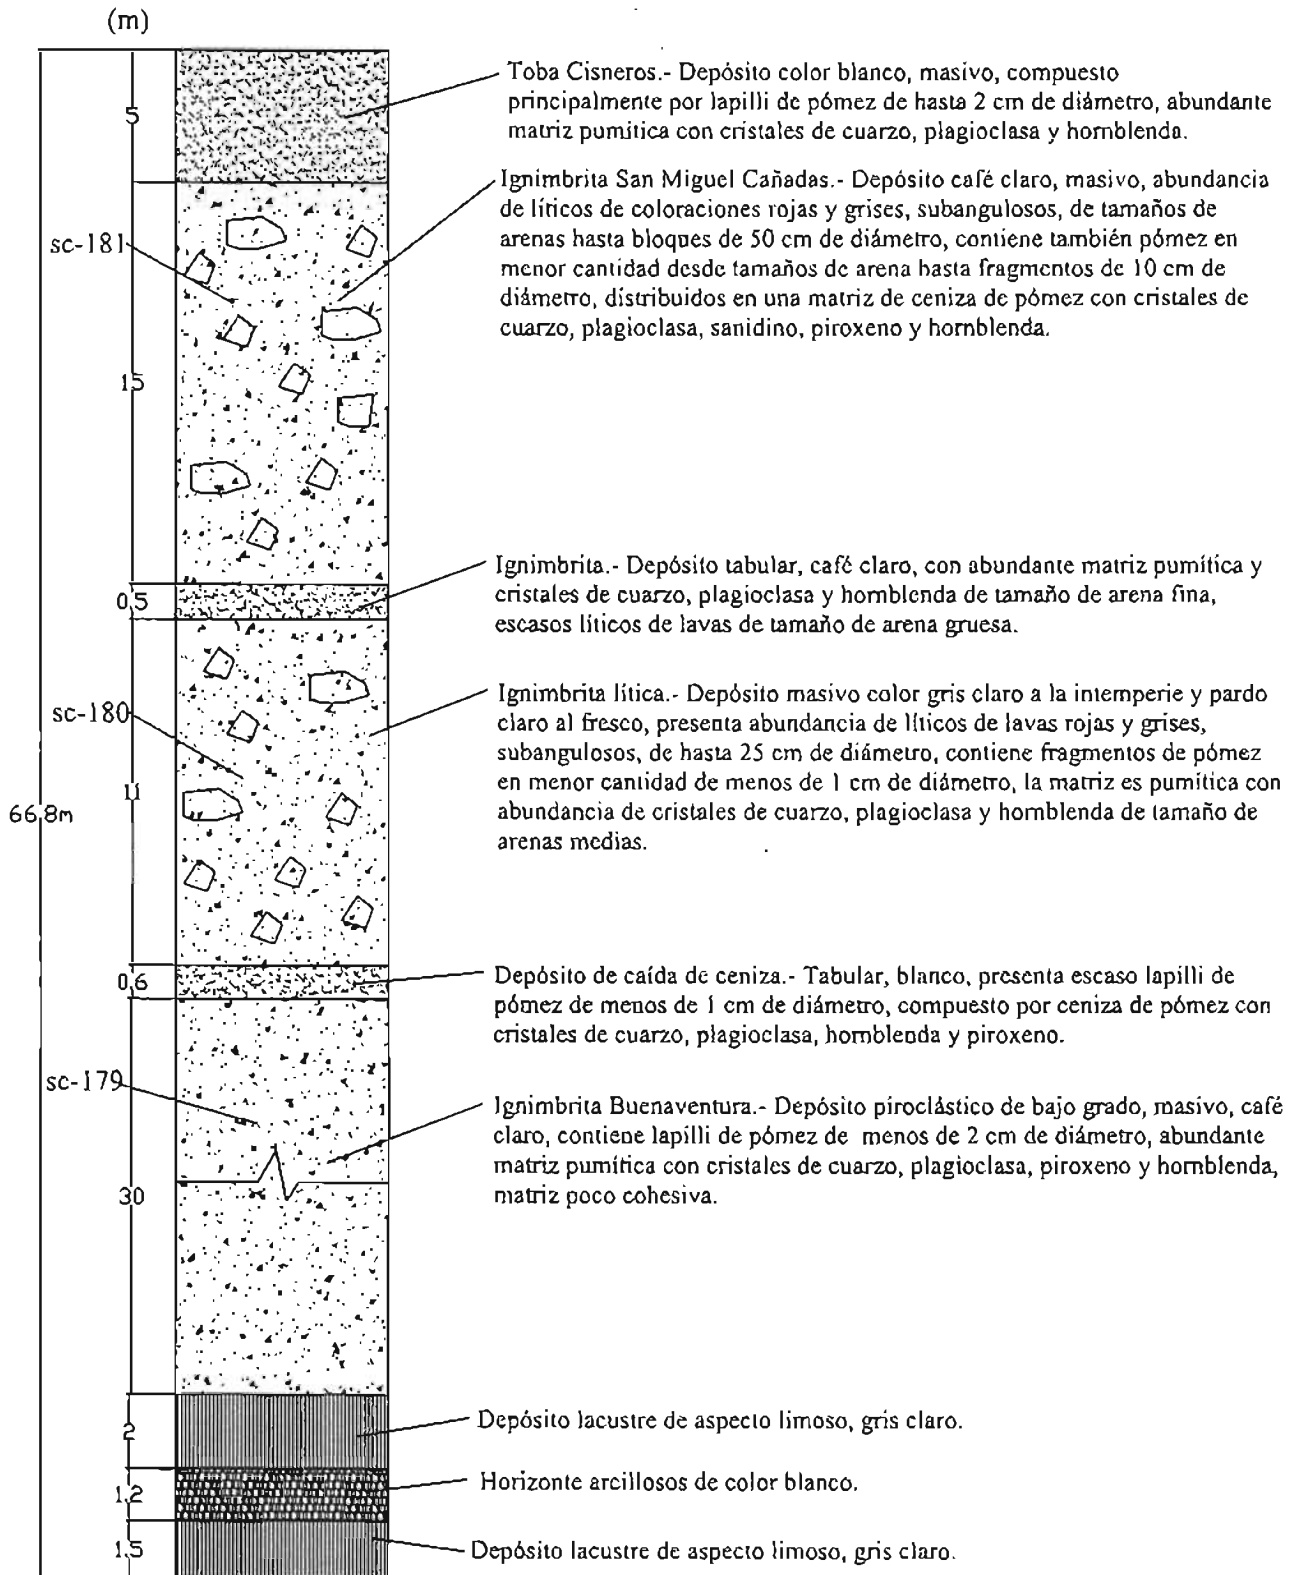 (m)
5
Toba Cisneros.- Depósito color blanco, masivo, compuesto
principalmente por lapilli de pómez de hasta 2 cm de diámetro, abundante
matriz pumítica con cristales de cuarzo, plagioclasa y hornblenda.
sc-181
15
Ignimbrita San Miguel Cañadas.- Depósito café claro, masivo, abundancia
de líticos de coloraciones rojas y grises, subangulosos, de tamaños de
arenas hasta bloques de 50 cm de diámetro, contiene también pómez en
menor cantidad desde tamaños de arena hasta fragmentos de 10 cm de
diámetro, distribuidos en una matriz de ceniza de pómez con cristales de
cuarzo, plagioclasa, sanidino, piroxeno y hornblenda.
0.5
Ignimbrita.- Depósito tabular, café claro, con abundante matriz pumítica y
cristales de cuarzo, plagioclasa y hornblenda de tamaño de arena fina,
escasos líticos de lavas de tamaño de arena gruesa.
sc-180
11
66.8m
Ignimbrita lítica.- Depósito masivo color gris claro a la intemperie y pardo
claro al fresco, presenta abundancia de líticos de lavas rojas y grises,
subangulosos, de hasta 25 cm de diámetro, contiene fragmentos de pómez
en menor cantidad de menos de 1 cm de diámetro, la matriz es pumítica con
abundancia de cristales de cuarzo, plagioclasa y hornblenda de tamaño de
arenas medias.
0.6
Depósito de caída de ceniza.- Tabular, blanco, presenta escaso lapilli de
pómez de menos de 1 cm de diámetro, compuesto por ceniza de pómez con
cristales de cuarzo, plagioclasa, hornblenda y piroxeno.
sc-179
30
Ignimbrita Buenaventura.- Depósito piroclástico de bajo grado, masivo, café
claro, contiene lapilli de pómez de menos de 2 cm de diámetro, abundante
matriz pumítica con cristales de cuarzo, plagioclasa, piroxeno y hornblenda,
matriz poco cohesiva.
2
Depósito lacustre de aspecto limoso, gris claro.
1.2
Horizonte arcillosos de color blanco.
1.5
Depósito lacustre de aspecto limoso, gris claro.